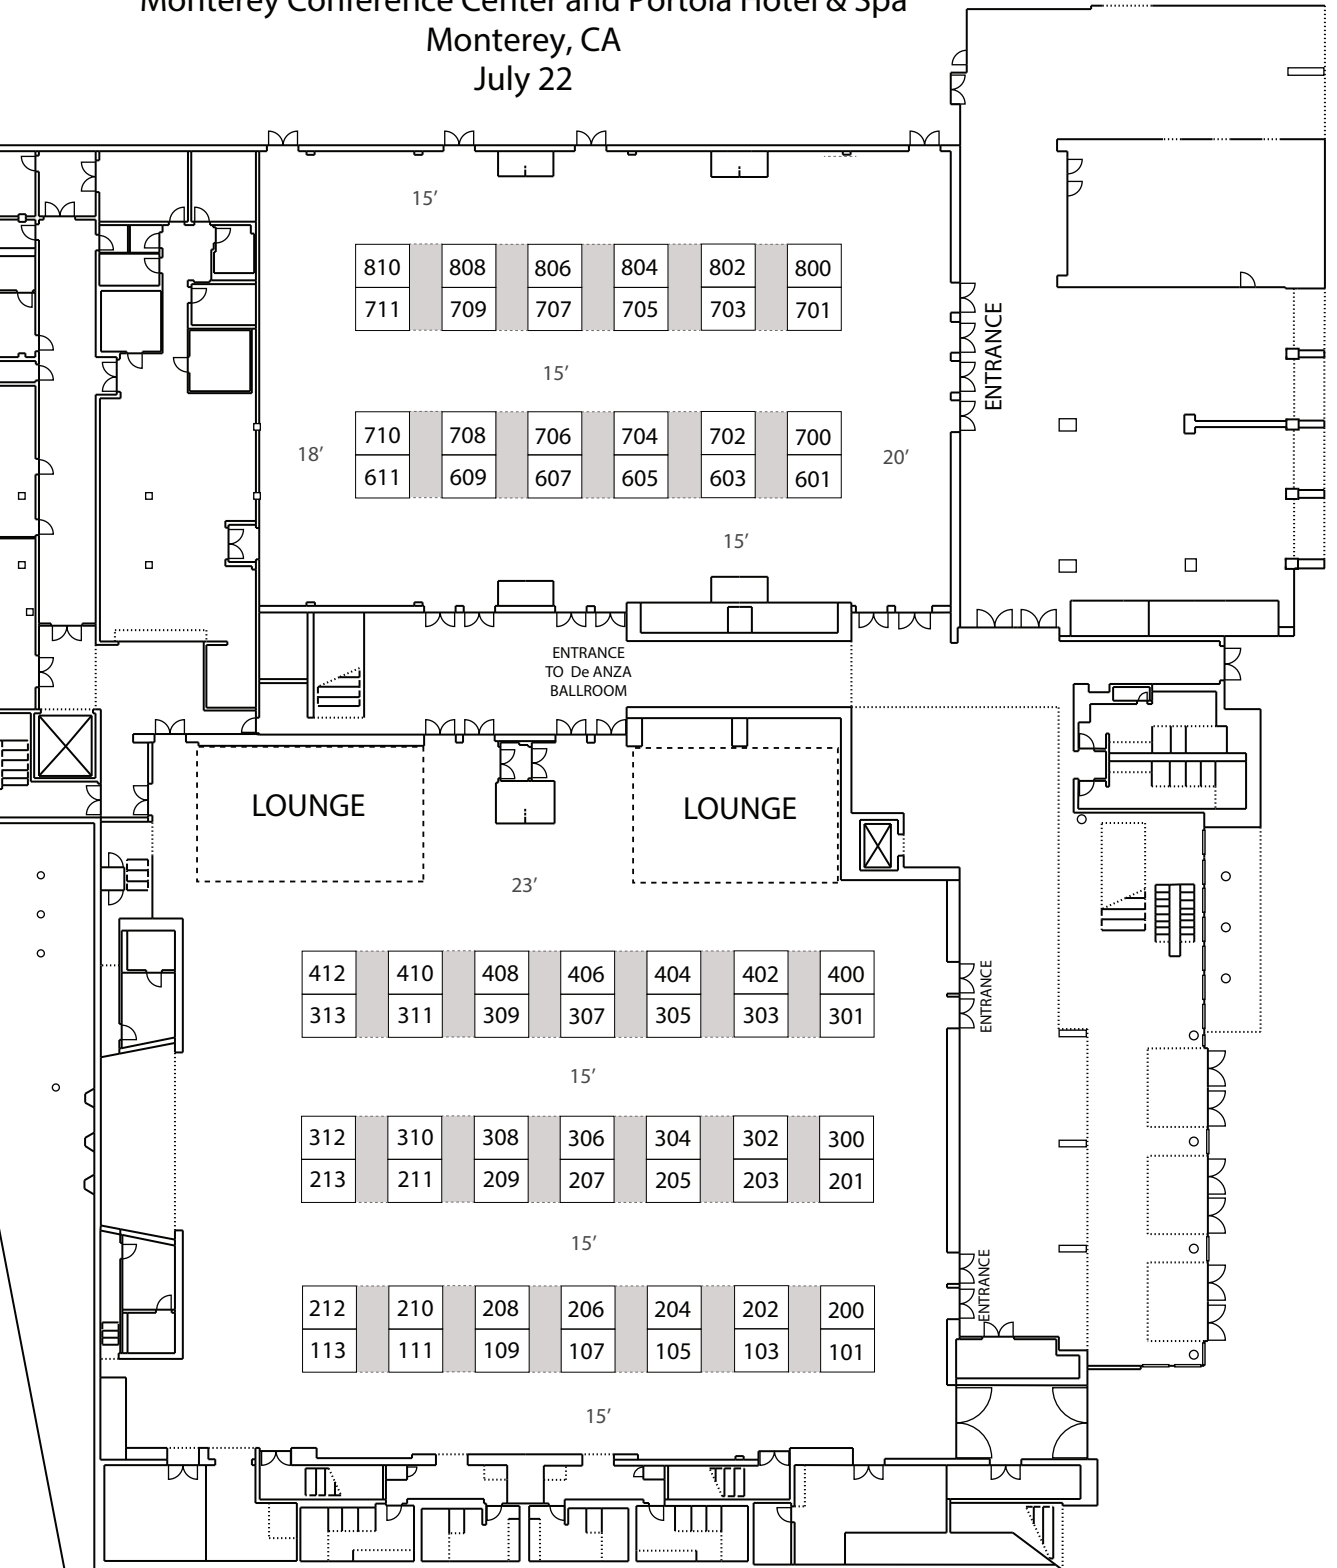 Monterey Conference Center and Portola Hotel & Spa
Monterey, CA
July 22
15'
810 808 806 804 802 800
711 709 707 705 703 701
ENTRANCE
15'
710 708 706 704 702 700
18'
20'
611 609 607 605 603 601
15'
ENTRANCE
TO De ANZA
BALLROOM
LOUNGE
LOUNGE
23'
412 410 408 406 404 402 400
313 311 309 307 305 303 301
ENTRANCE
15'
312 310 308 306 304 302 300
213 211 209 207 205 203 201
15'
ENTRANCE
212 210 208 206 204 202 200
113 111 109 107 105 103 101
15'